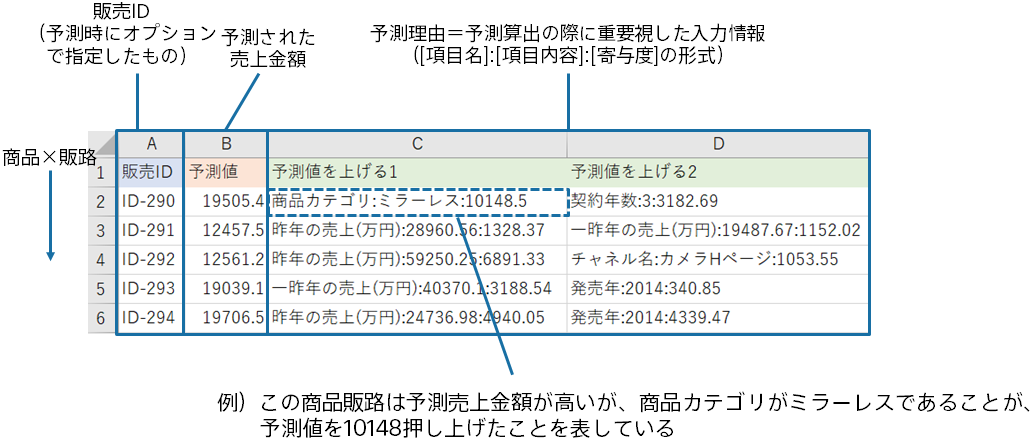 販売ID
（予測時にオプション
で指定したもの）
予測された
売上金額
予測理由＝予測算出の際に重要視した入力情報
（[項目名]:[項目内容]:[寄与度]の形式）
商品×販路
A B C D
1 販売ID 予測値 予測値を上げる1 予測値を上げる2
2 ID-290 19505.4 商品カテゴリ:ミラーレス:10148.5 契約年数:3:3182.69
3 ID-291 12457.5 昨年の売上(万円):28960.56:1328.37 一昨年の売上(万円):19487.67:1152.02
4 ID-292 12561.2 昨年の売上(万円):59250.25:6891.33 チャネル名:カメラHページ:1053.55
5 ID-293 19039.1 一昨年の売上(万円):40370.1:3188.54 発売年:2014:340.85
6 ID-294 19706.5 昨年の売上(万円):24736.98:4940.05 発売年:2014:4339.47
例）この商品販路は予測売上金額が高いが、商品カテゴリがミラーレスであることが、
予測値を10148押し上げたことを表している